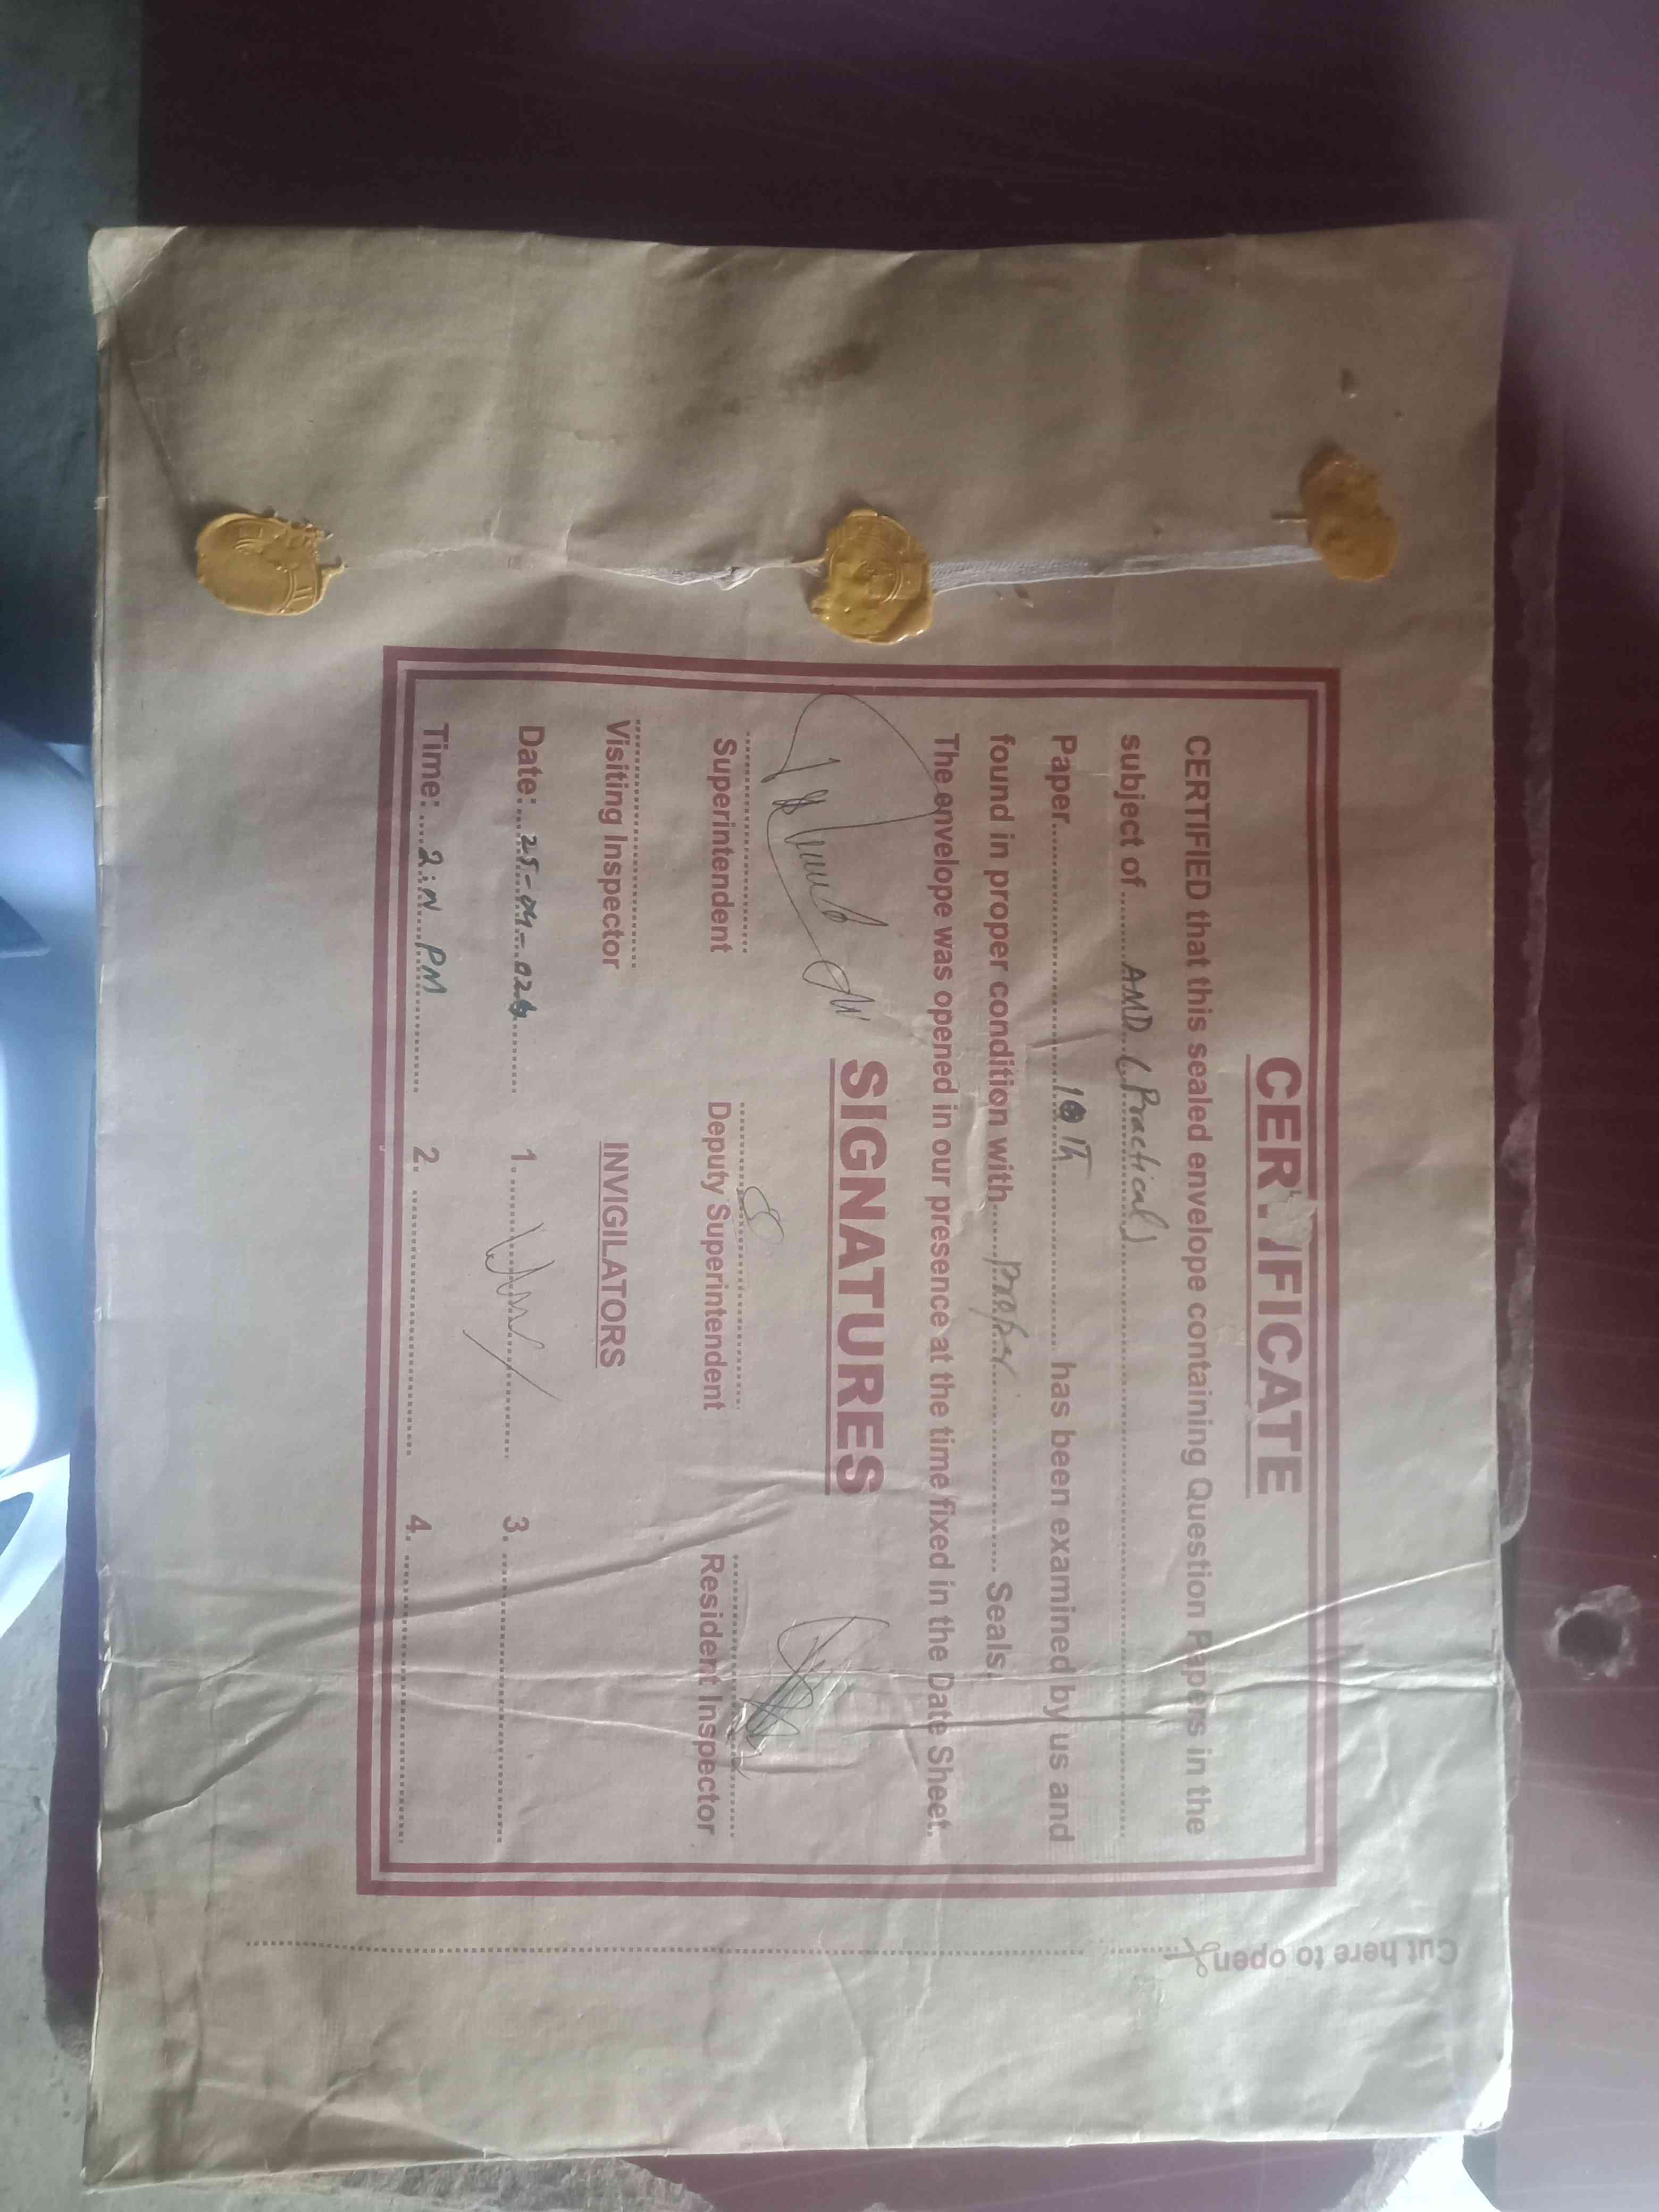 CERTIFICATE
CERTIFIED that this sealed envelope containing Question Papers in the
subject of AMD (Practical)
Paper 10th has been examined by us and
found in proper condition with proper Seals.
The envelope was opened in our presence at the time fixed in the Date Sheet.
SIGNATURES
Superintendent Deputy Superintendent Resident Inspector
Visiting Inspector INVIGILATORS
Date: 1. 3.
Time: PM 2. 4.
Cut here to open